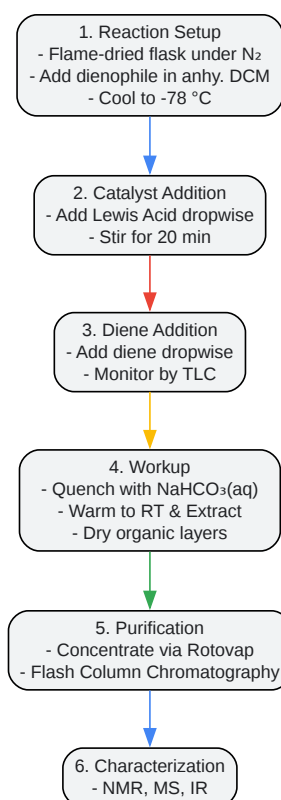 1. Reaction Setup
- Flame-dried flask under N₂
- Add dienophile in anhy. DCM
- Cool to -78 °C
2. Catalyst Addition
- Add Lewis Acid dropwise
- Stir for 20 min
3. Diene Addition
- Add diene dropwise
- Monitor by TLC
4. Workup
- Quench with NaHCO₃(aq)
- Warm to RT & Extract
- Dry organic layers
5. Purification
- Concentrate via Rotovap
- Flash Column Chromatography
6. Characterization
- NMR, MS, IR